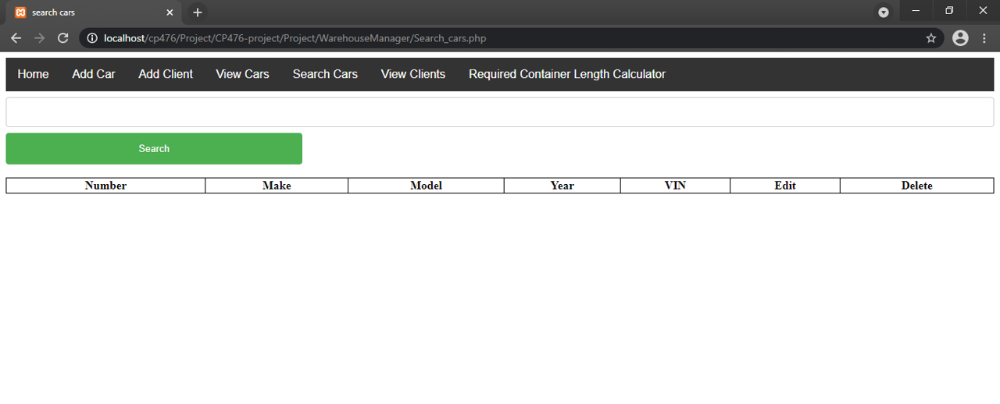 search cars
localhost/cp476/Project/CP476-project/Project/WarehouseManager/Search_cars.php
Home Add Car Add Client View Cars Search Cars View Clients Required Container Length Calculator
Search
Number Make Model Year VIN Edit Delete